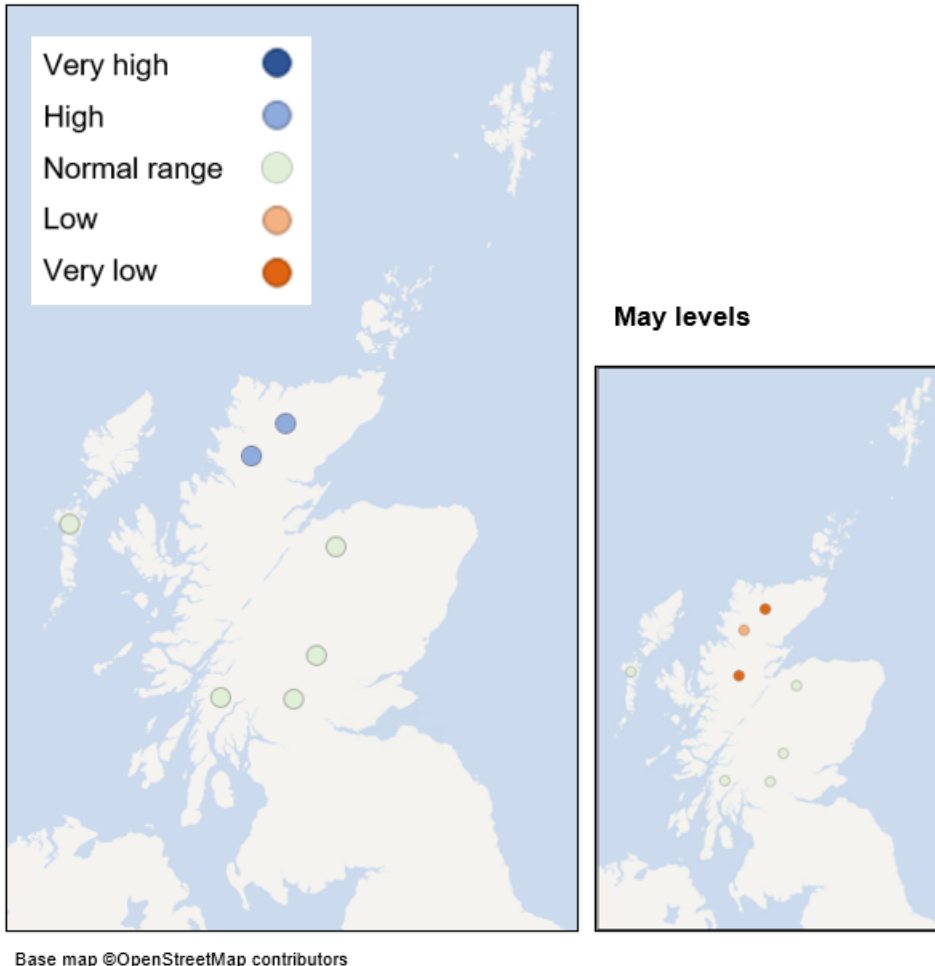 Very high
High
Normal range
Low
Very low
May levels
Base map ©OpenStreetMap contributors